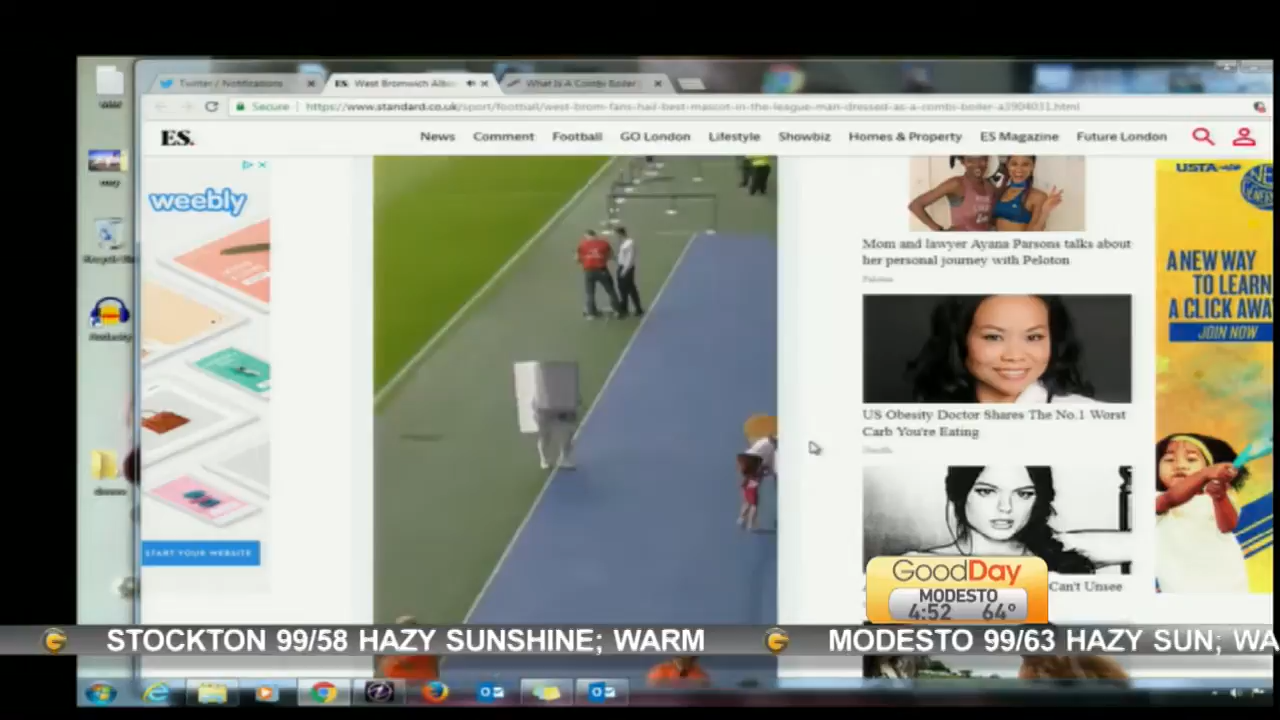 Twitter / Notifications
ES West Bromwich Albi
What Is A Combi Boiler
Secure
https://www.standard.co.uk/sport/football/west-brom-fans-hail-best-mascot-in-the-league-man-dressed-as-a-combi-boiler-a3904031.html
ES.
News
Comment
Football
GO London
Lifestyle
Showbiz
Homes & Property
ES Magazine
Future London
weebly
START YOUR WEBSITE
Mom and lawyer Ayana Parsons talks about
her personal journey with Peloton
Peloton
US Obesity Doctor Shares The No.1 Worst
Carb You're Eating
Can't Unsee
USTA
A NEW WAY
TO LEARN
A CLICK AWA
JOIN NOW
GoodDay
MODESTO
4:52 64°
STOCKTON 99/58 HAZY SUNSHINE; WARM
MODESTO 99/63 HAZY SUN; WA